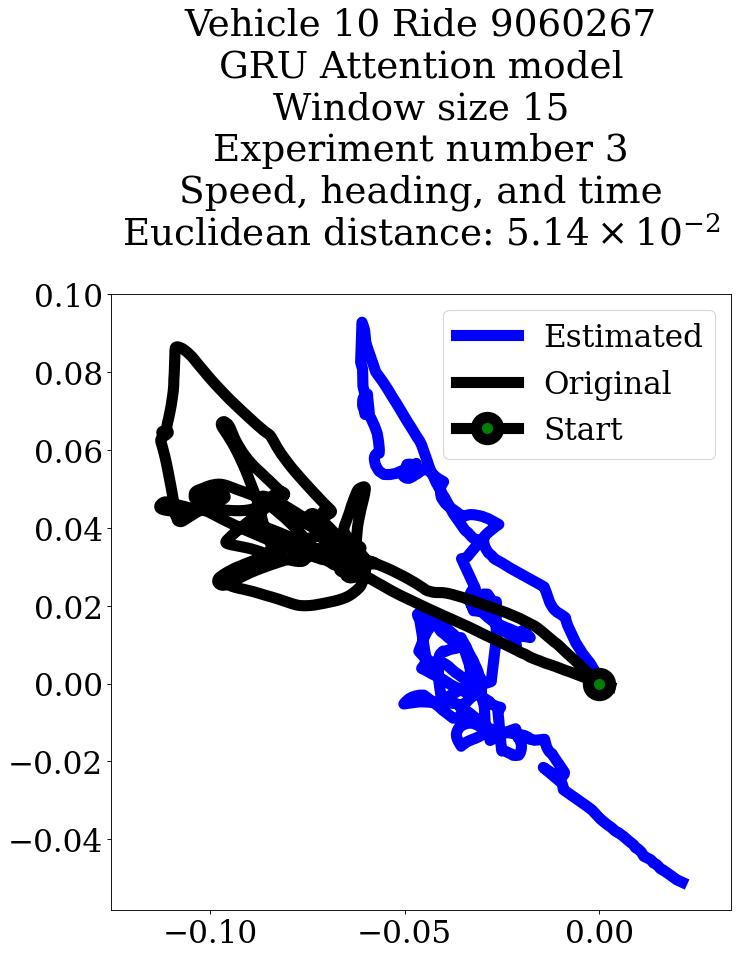 Vehicle 10 Ride 9060267
GRU Attention model
Window size 15
Experiment number 3
Speed, heading, and time
Euclidean distance: 5.14 × 10⁻²
0.10
0.08
0.06
0.04
0.02
0.00
−0.02
−0.04
Estimated
Original
Start
−0.10
−0.05
0.00